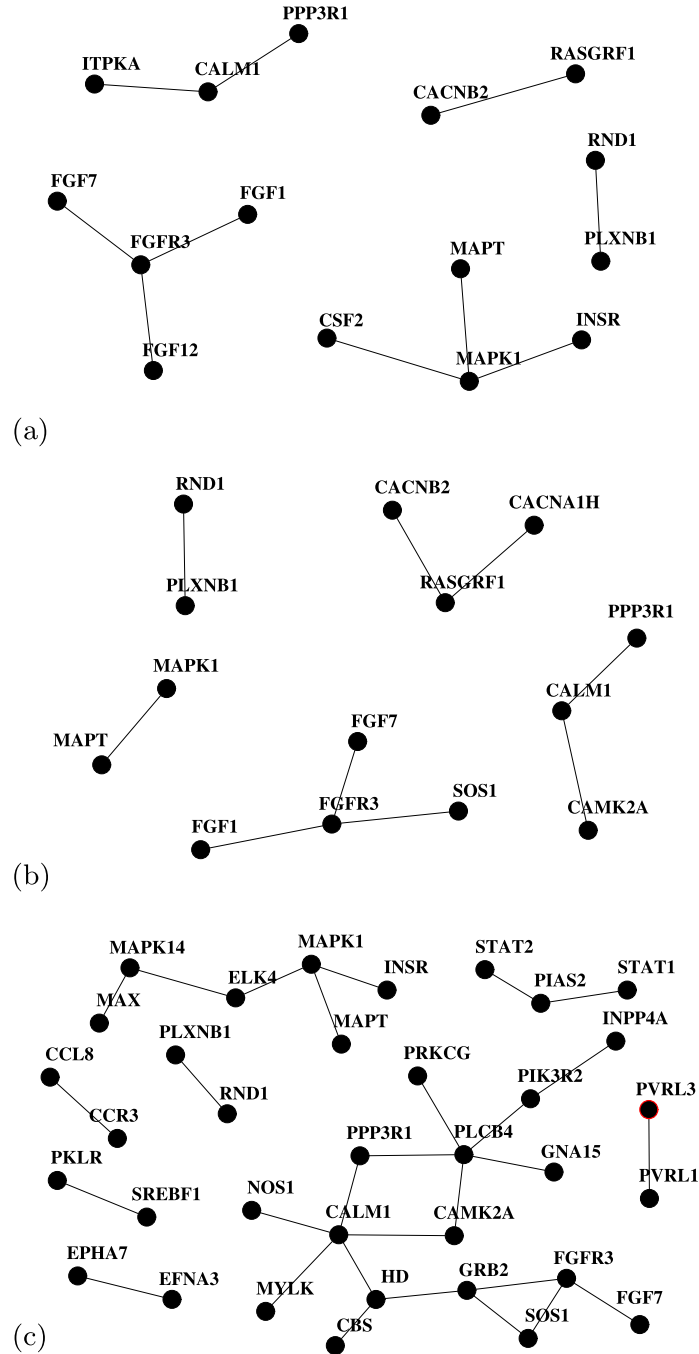 PPP3R1
ITPKA CALM1
RASGRF1
CACNB2
RND1
FGF7 FGF1
FGFR3 MAPT PLXNB1
CSF2 INSR
FGF12 MAPK1
(a)
RND1 CACNB2 CACNA1H
PLXNB1 RASGRF1
PPP3R1
MAPK1 CALM1
MAPT FGF7
FGFR3 SOS1
FGF1 CAMK2A
(b)
MAPK14 MAPK1 STAT2
MAX ELK4 INSR PIAS2 STAT1
PLXNB1 MAPT INPP4A
CCL8 PRKCG PIK3R2 PVRL3
CCR3 RND1
PKLR PPP3R1 PLCB4 GNA15
SREBF1 NOS1 PVRL1
CALM1 CAMK2A
EPHA7 HD GRB2 FGFR3
EFNA3 MYLK CBS SOS1 FGF7
(c)